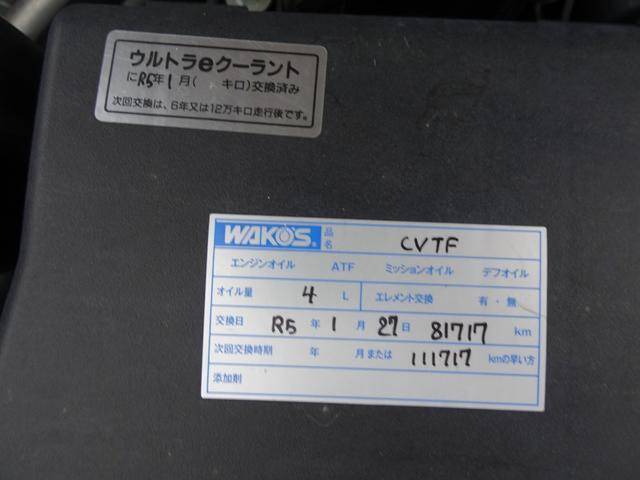 ウルトラeクーラント
にR5年1月(　　キロ)交換済み
次回交換は、6年又は12万キロ走行後です。
WAKO'S® 品名 CVTF
エンジンオイル ATF ミッションオイル デフオイル
オイル量 4 L エレメント交換 有・無
交換日 R5年1月27日 81717 km
次回交換時期 年 月または 111717 kmの早い方
添加剤